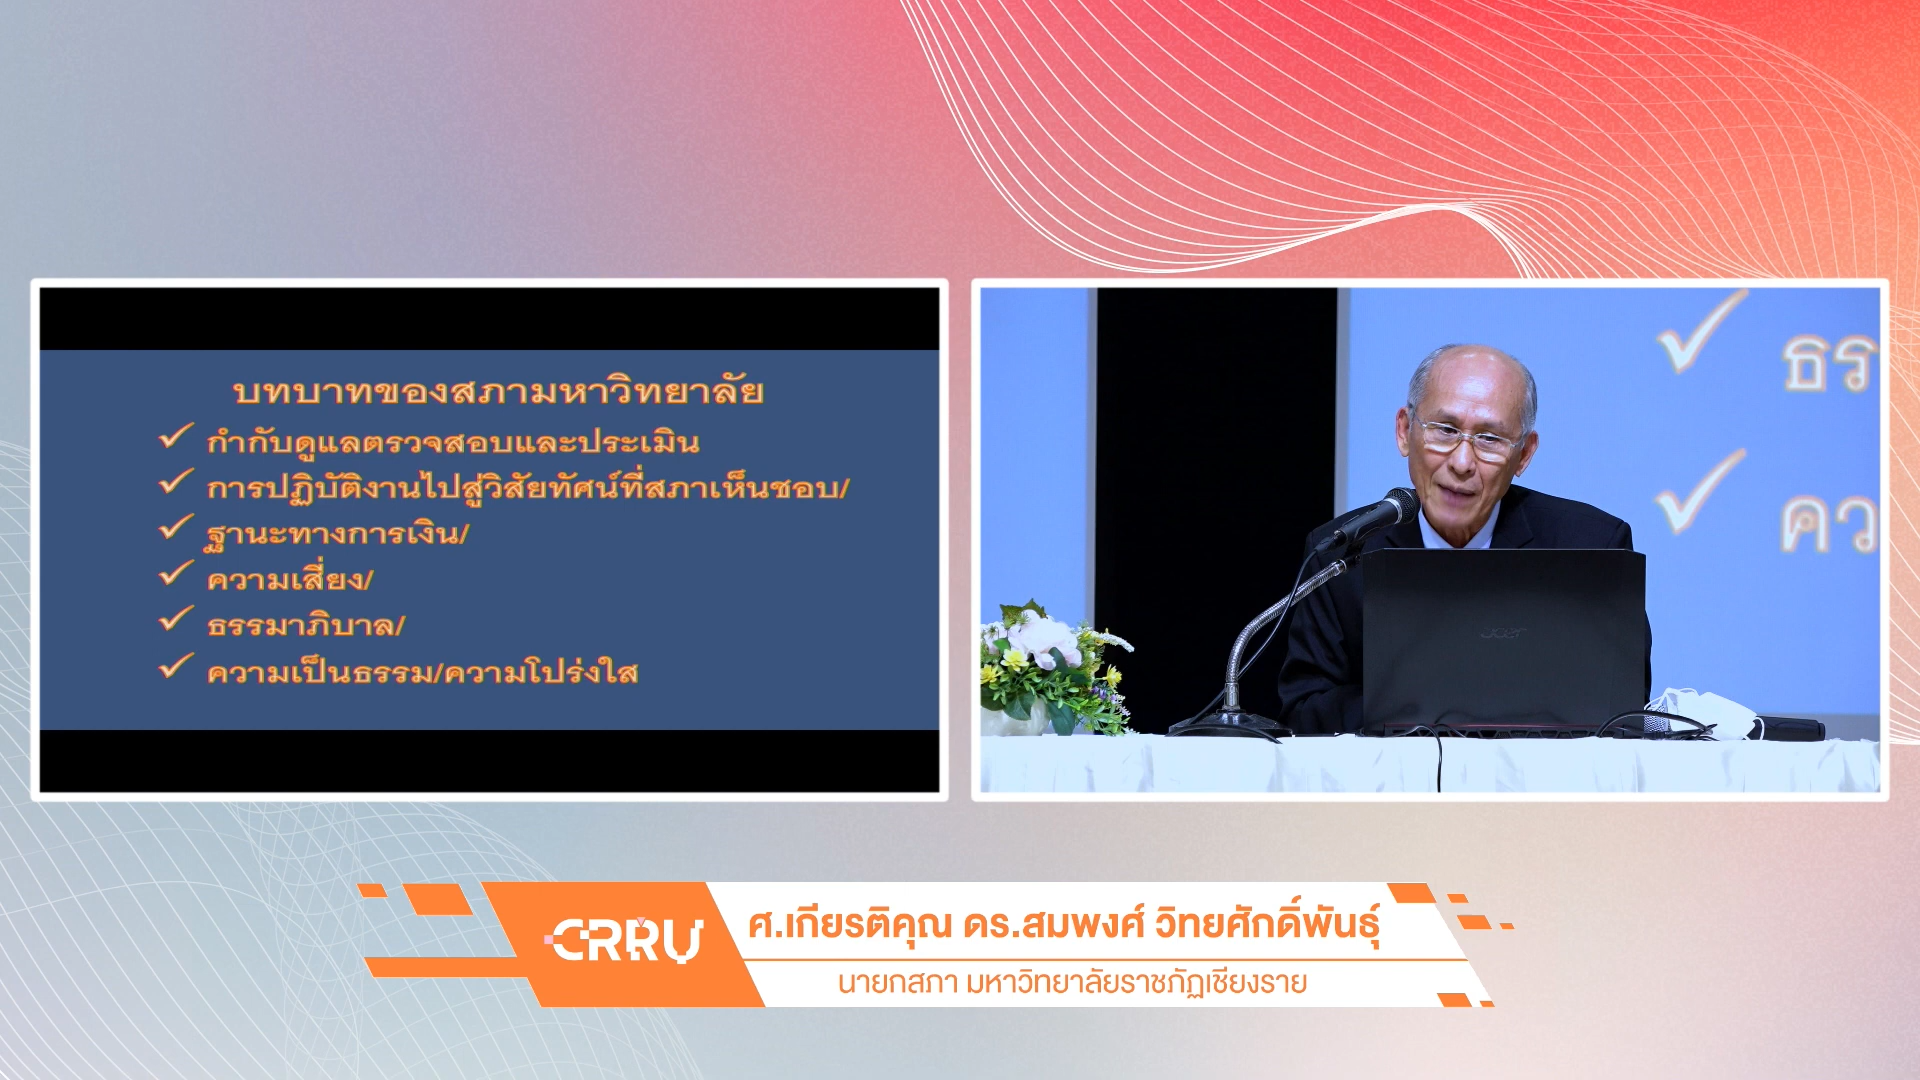 บทบาทของสภามหาวิทยาลัย
✓ กำกับดูแลตรวจสอบและประเมิน
✓ การปฏิบัติงานไปสู่วิสัยทัศน์ที่สภาเห็นชอบ/
✓ ฐานะทางการเงิน/
✓ ความเสี่ยง/
✓ ธรรมาภิบาล/
✓ ความเป็นธรรม/ความโปร่งใส
✓ ธร
✓ คว
acer
CRRU
ศ.เกียรติคุณ ดร.สมพงศ์ วิทยศักดิ์พันธุ์
นายกสภา มหาวิทยาลัยราชภัฏเชียงราย